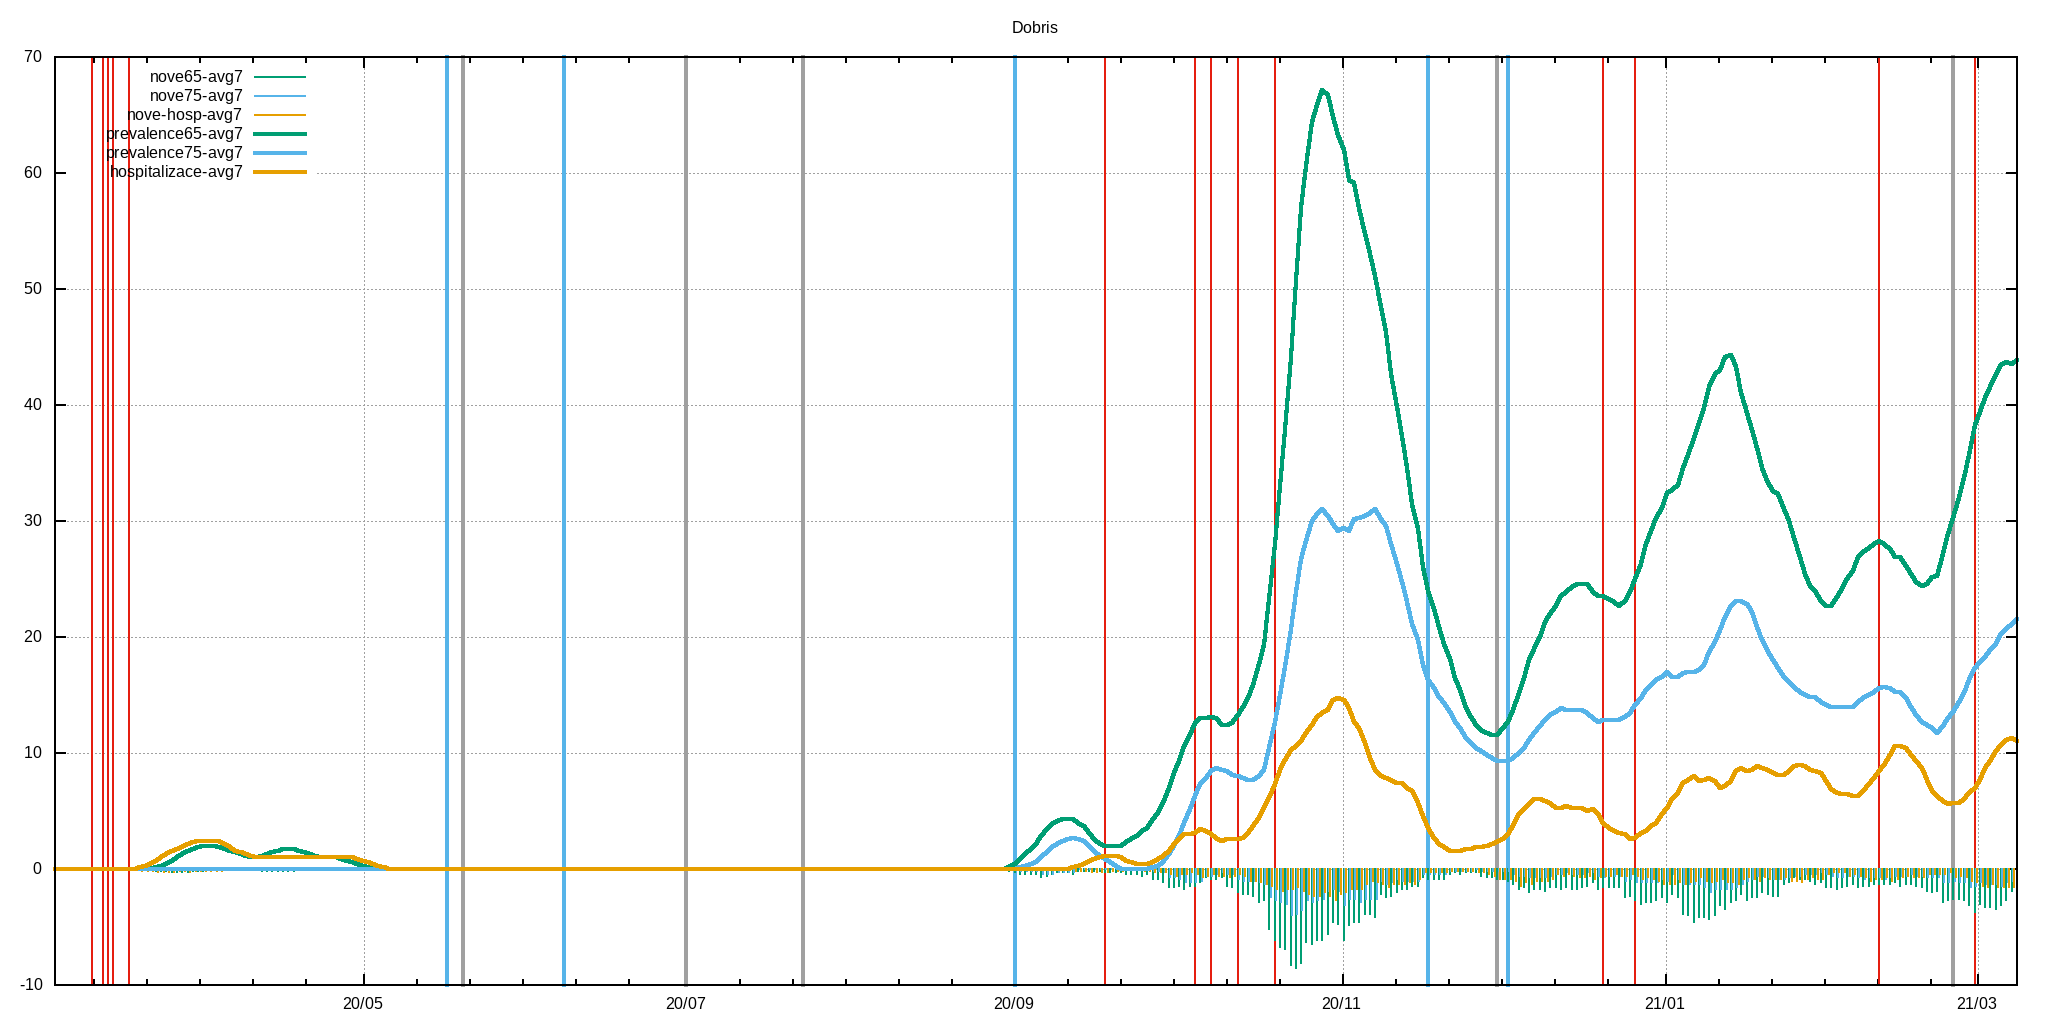 Dobris
70
nove65-avg7
nove75-avg7
nove-hosp-avg7
prevalence65-avg7
prevalence75-avg7
hospitalizace-avg7
60
50
40
30
20
10
0
-10
20/05 20/07 20/09 20/11 21/01 21/03